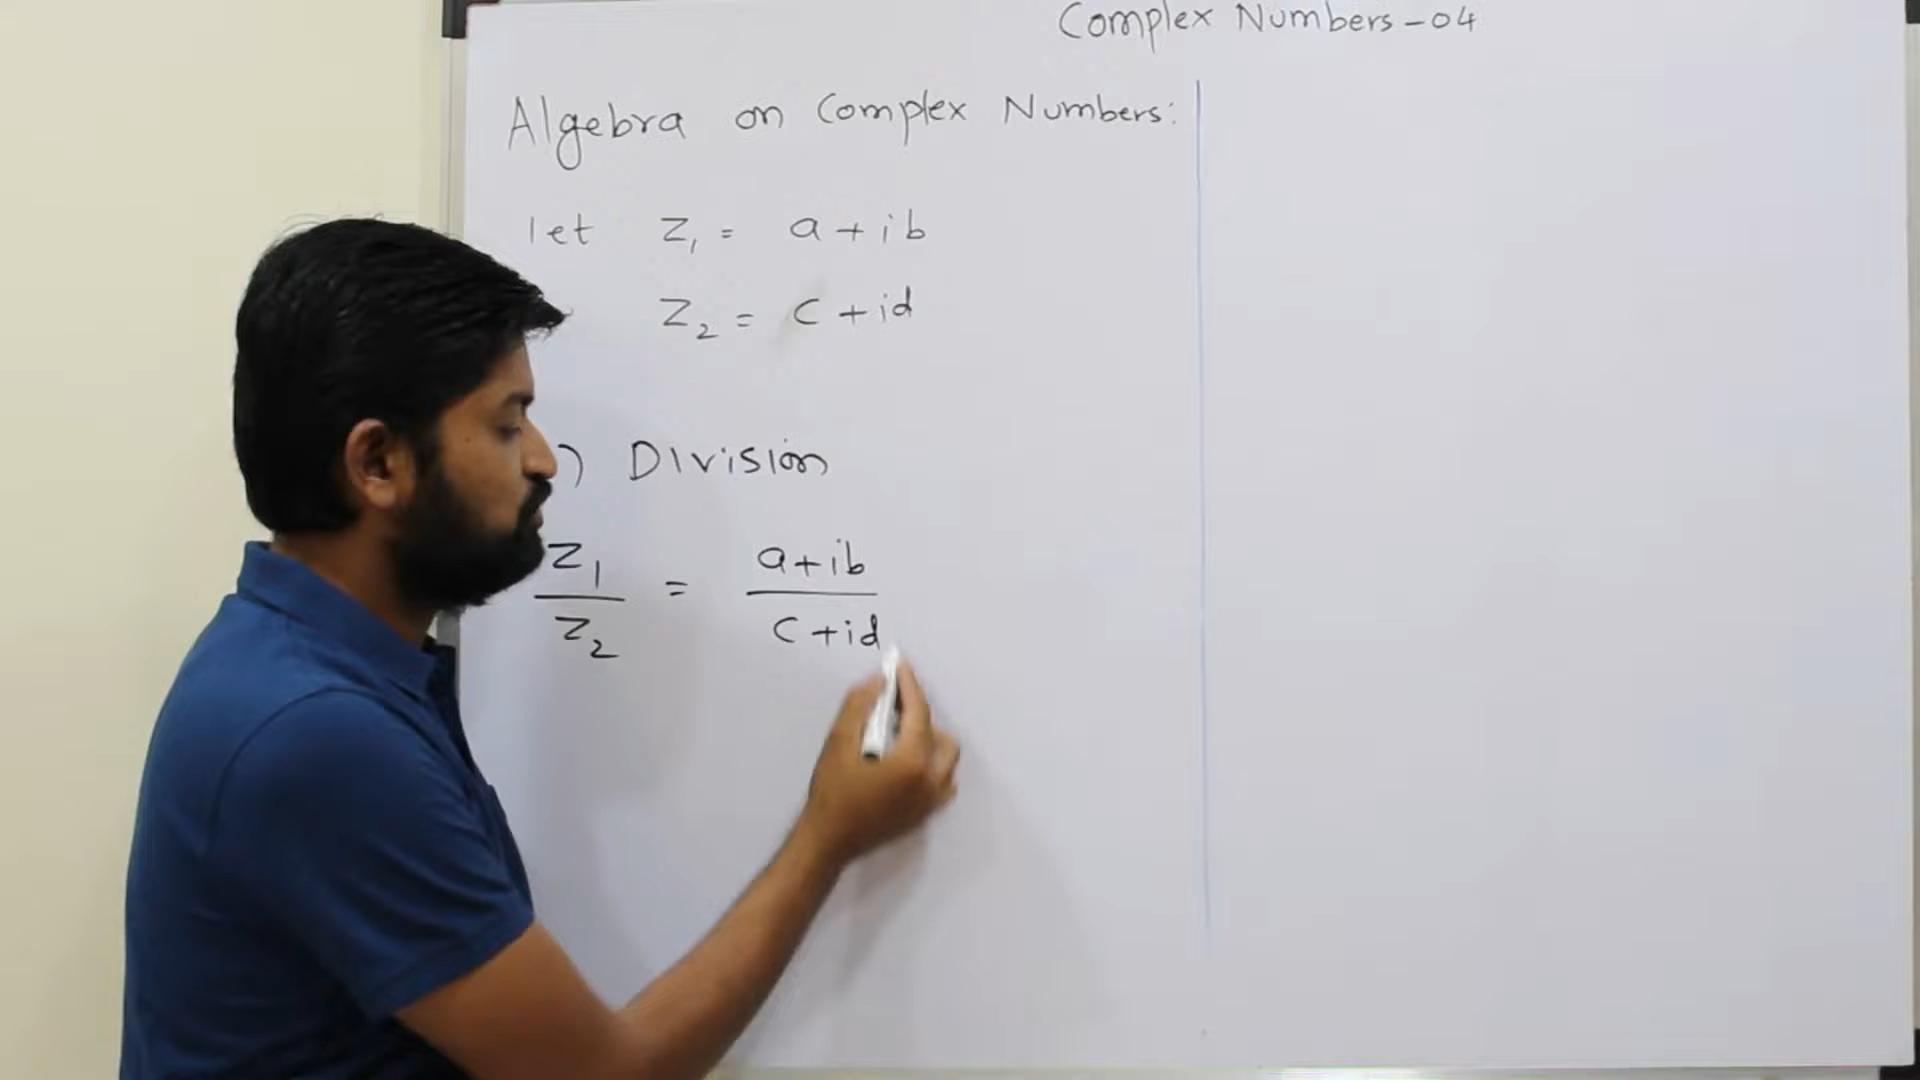 Complex Numbers - 04
Algebra on Complex Numbers:
let Z₁ = a + ib
Z₂ = c + id
) Division
Z₁/Z₂ = a+ib/c+id